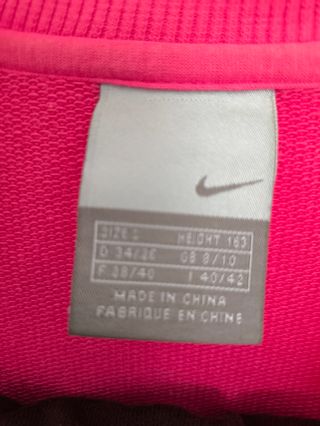 SIZE S HEIGHT 163
D 34/36 GB 8/10
F 38/40 I 40/42
MADE IN CHINA
FABRIQUE EN CHINE